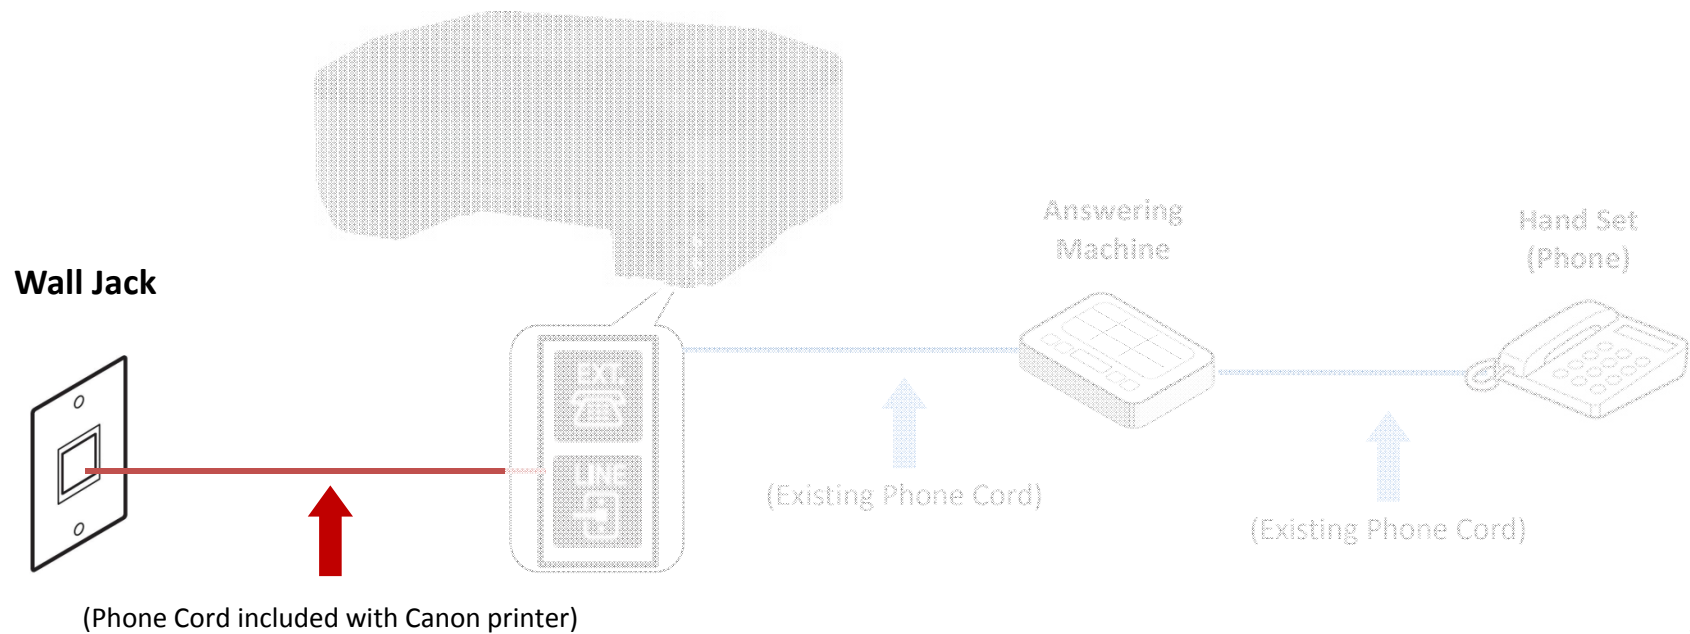 Answering
Machine
Hand Set
(Phone)
Wall Jack
EXT.
LINE
(Existing Phone Cord)
(Existing Phone Cord)
(Phone Cord included with Canon printer)